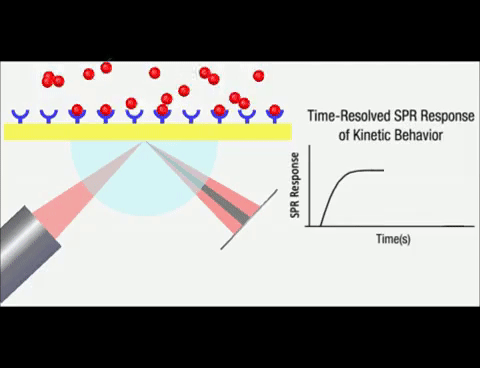 Time-Resolved SPR Response
of Kinetic Behavior
SPR Response
Time(s)